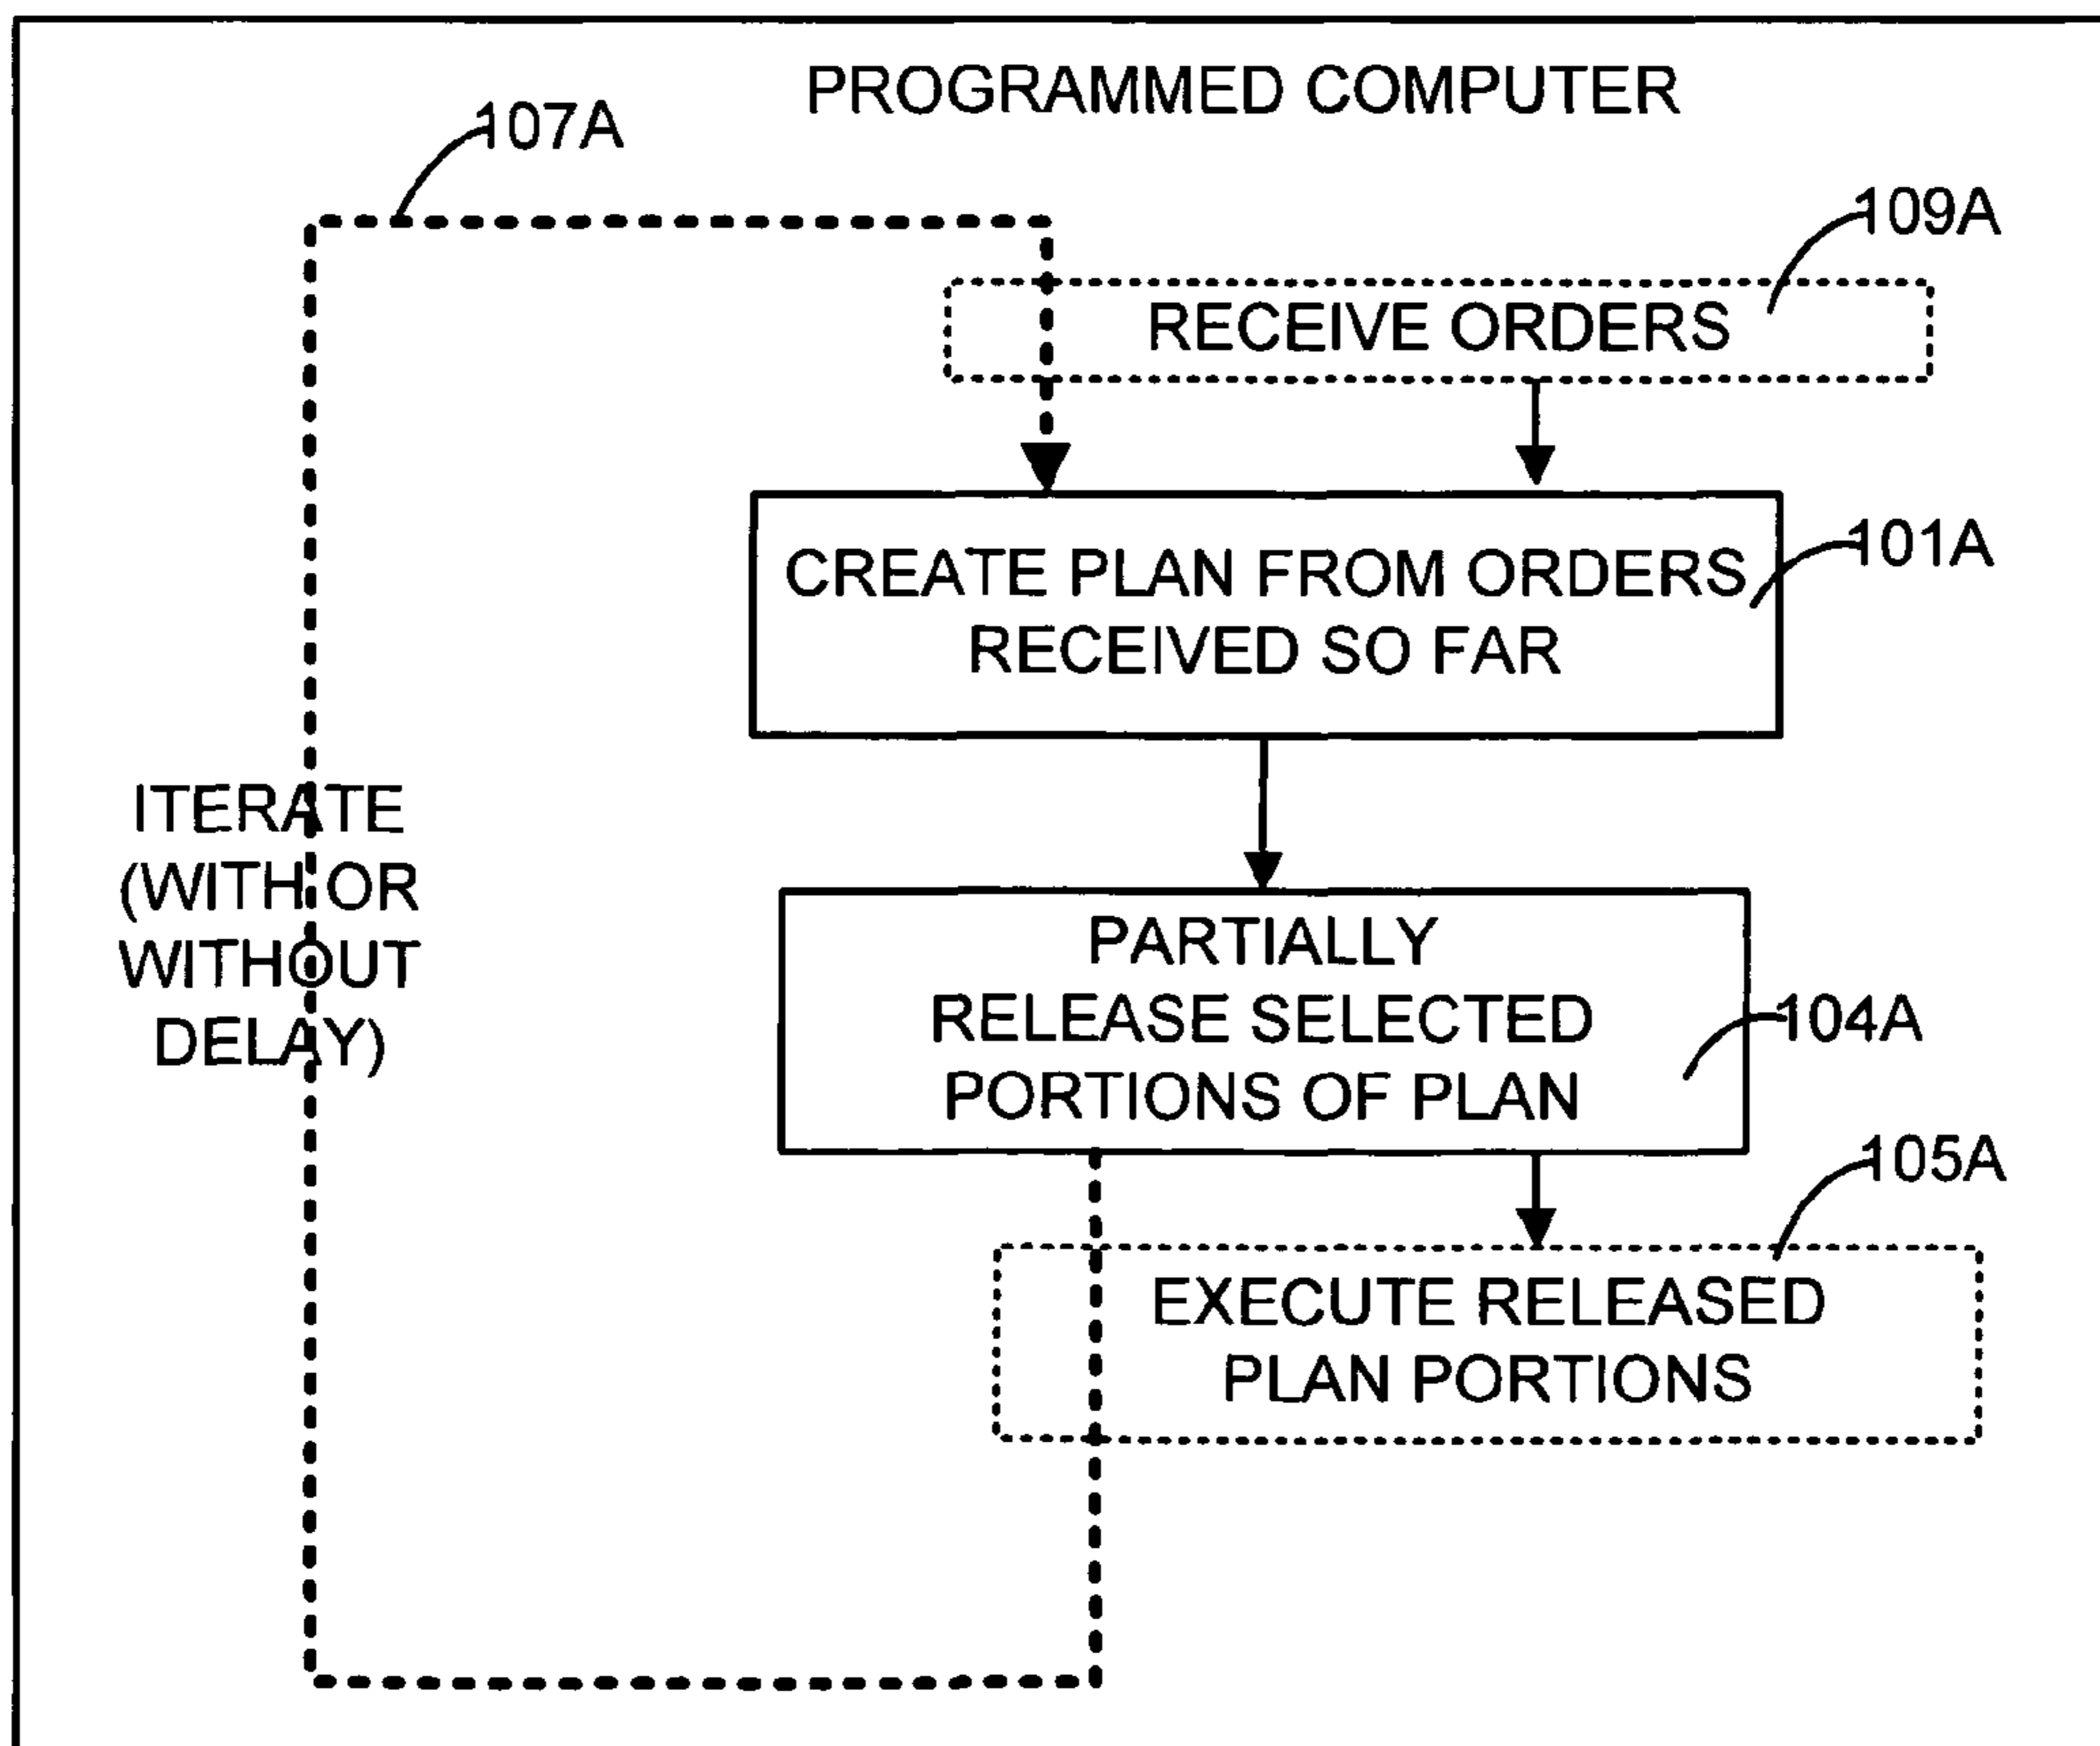 PROGRAMMED COMPUTER
107A
109A
RECEIVE ORDERS
101A
CREATE PLAN FROM ORDERS
RECEIVED SO FAR
ITERATE
(WITH OR
WITHOUT
DELAY)
PARTIALLY
RELEASE SELECTED
PORTIONS OF PLAN
104A
105A
EXECUTE RELEASED
PLAN PORTIONS